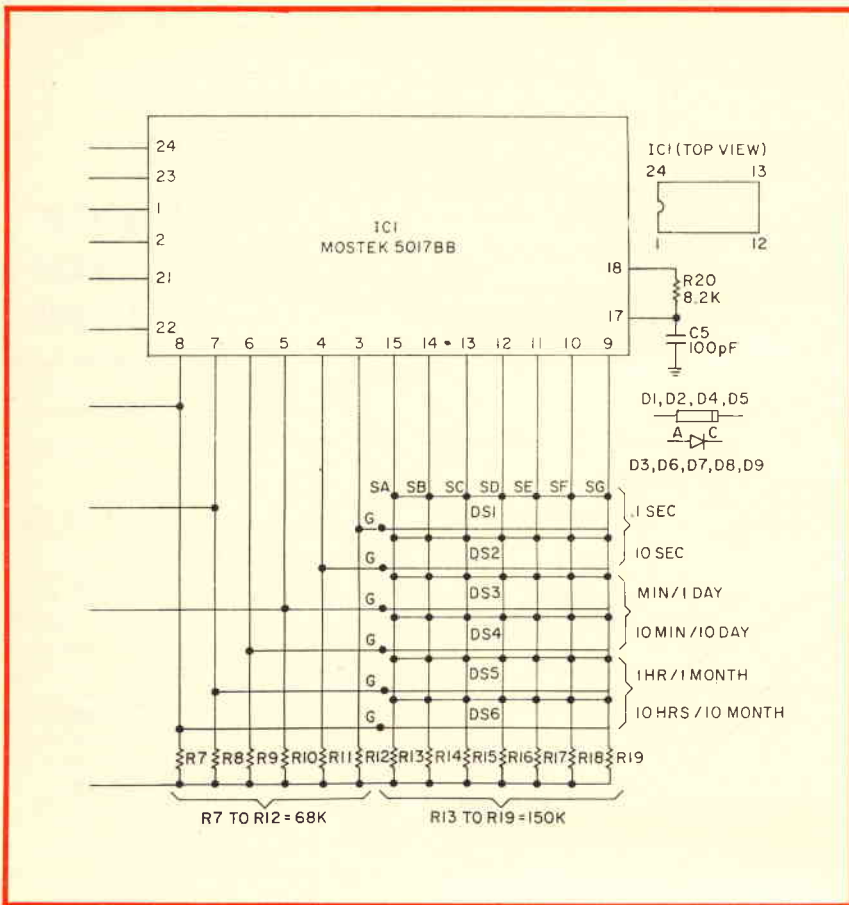 24
23
1
2
21
22
IC1
MOSTEK 5017BB
18
17
8 7 6 5 4 3 15 14 13 12 11 10 9
IC1 (TOP VIEW)
24 13
1 12
R20
8.2K
C5
100pF
D1, D2, D4, D5
A C
D3, D6, D7, D8, D9
SA SB SC SD SE SF SG
G DS1 1 SEC
G DS2 10 SEC
G DS3 MIN/1 DAY
G DS4 10 MIN/10 DAY
G DS5 1 HR/1 MONTH
G DS6 10 HRS/10 MONTH
R7 R8 R9 R10 R11 R12 R13 R14 R15 R16 R17 R18 R19
R7 TO R12 = 68K
R13 TO R19 = 150K